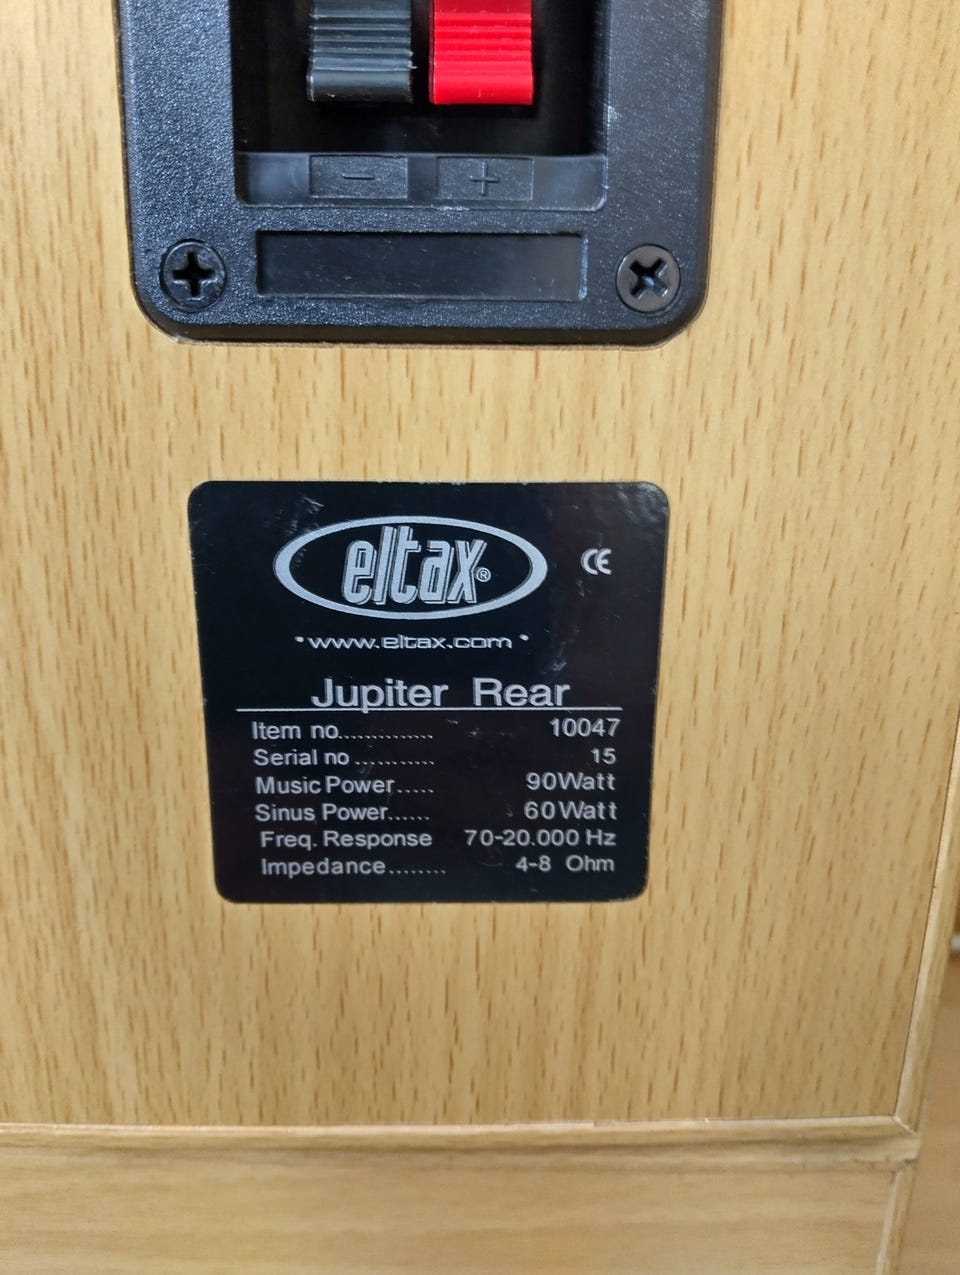 - +
eltax®
CE
• www.eltax.com •
Jupiter Rear
Item no.............. 10047
Serial no ........... 15
Music Power..... 90Watt
Sinus Power...... 60Watt
Freq. Response 70-20.000 Hz
Impedance........ 4-8 Ohm